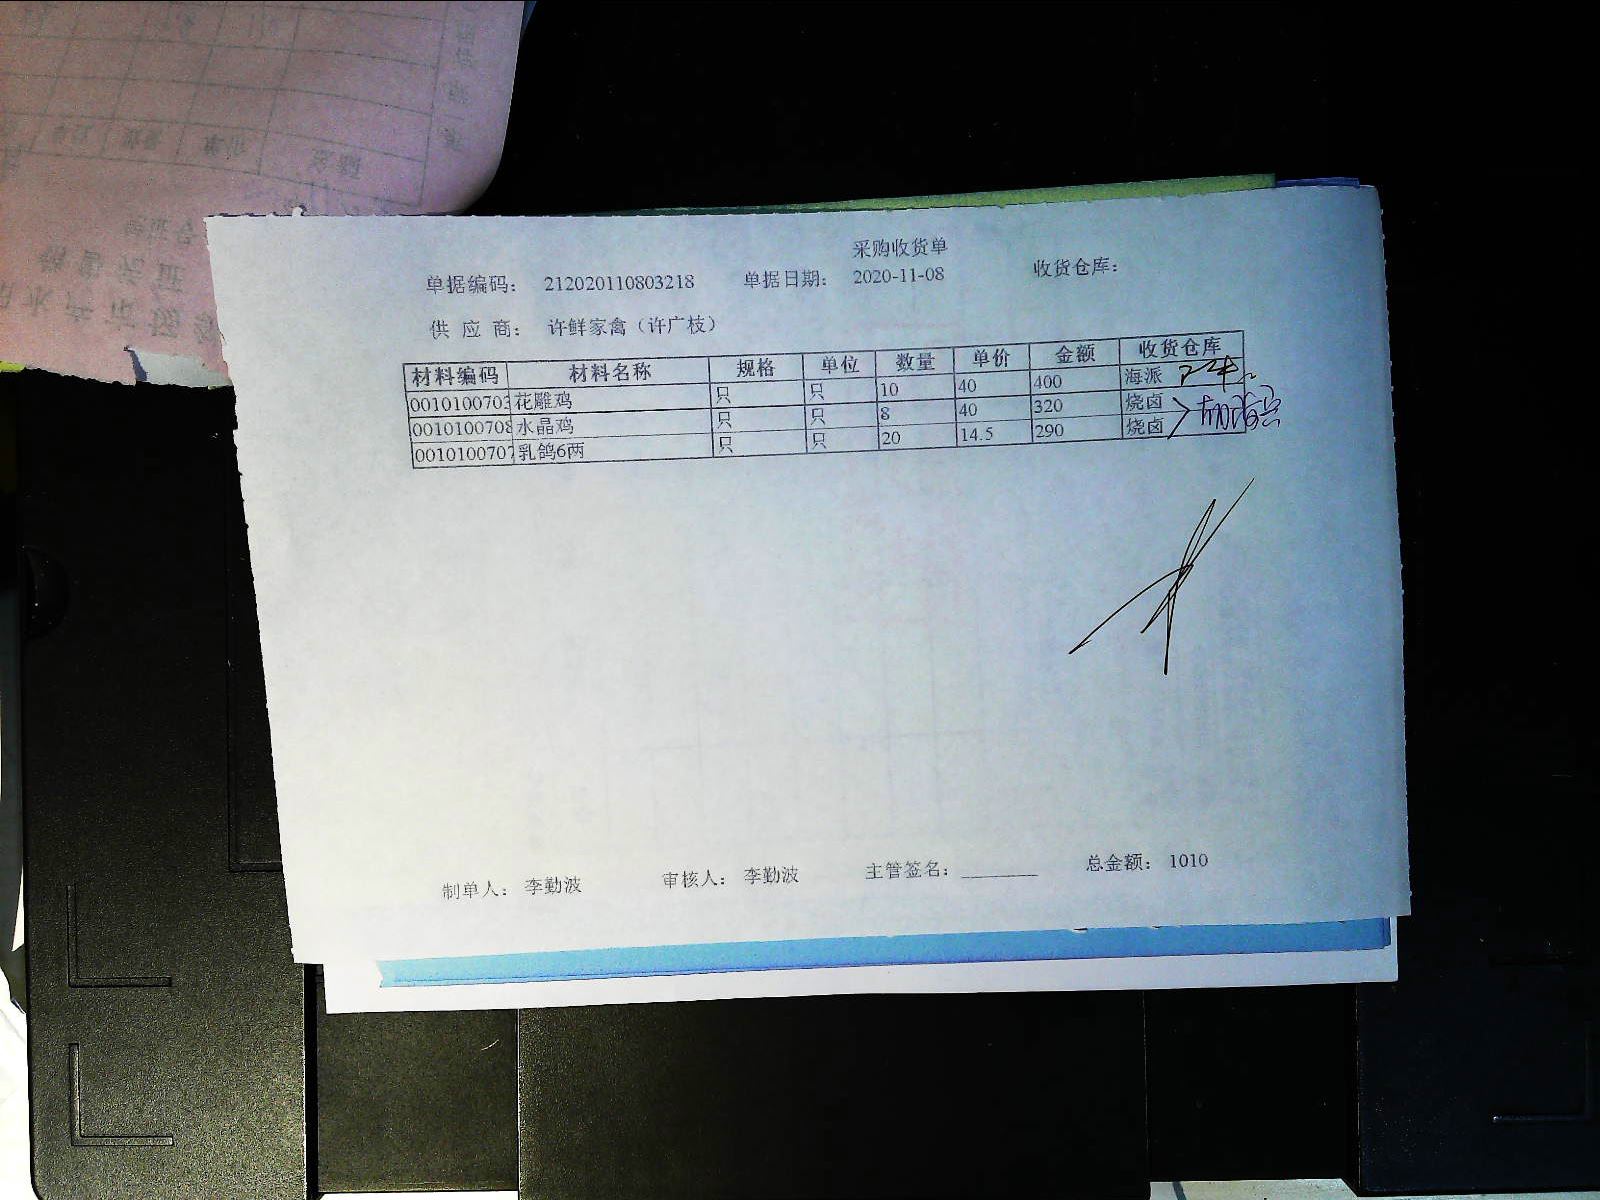 采购收货单
单据编码： 212020110803218 单据日期： 2020-11-08 收货仓库：
供 应 商： 许鲜家禽（许广枝）
材料编码 材料名称 规格 单位 数量 单价 金额 收货仓库
0010100703 花雕鸡 只 只 10 40 400 海派
0010100708 水晶鸡 只 只 8 40 320 烧卤
0010100707 乳鸽6两 只 只 20 14.5 290 烧卤
制单人： 李勤波 审核人： 李勤波 主管签名： 总金额： 1010